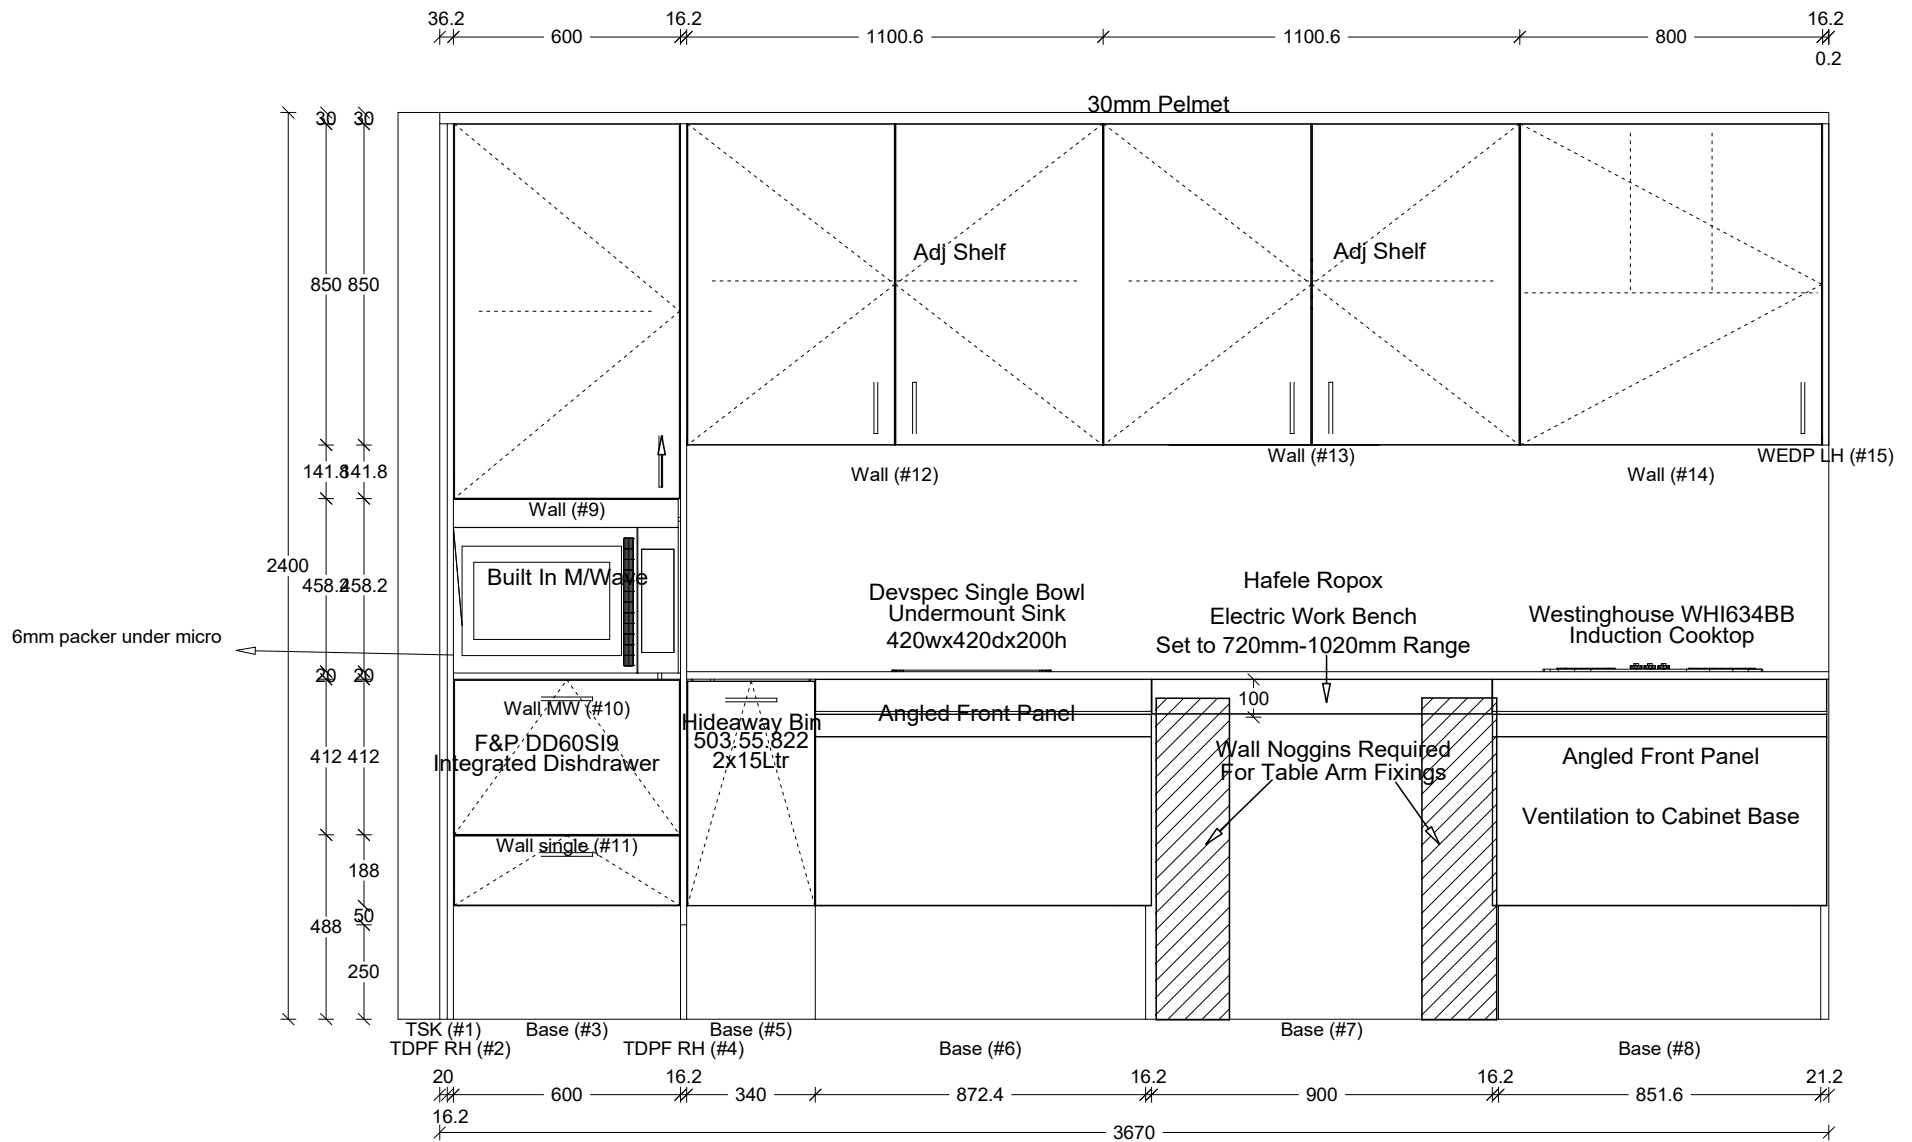 36.2
16.2
16.2
600
1100.6
1100.6
800
0.2
30mm Pelmet
30
30
Adj Shelf
Adj Shelf
850
850
Wall (#13)
WEDP LH (#15)
141.8
141.8
Wall (#12)
Wall (#14)
Wall (#9)
2400
Built In M/Wave
Hafele Ropox
458.2
458.2
Devspec Single Bowl
Undermount Sink
420wx420dx200h
Electric Work Bench
Set to 720mm-1020mm Range
Westinghouse WHI634BB
Induction Cooktop
6mm packer under micro
20
20
100
Wall MW (#10)
Hideaway Bin
503.55.822
2x15Ltr
Angled Front Panel
F&P DD60SI9
Integrated Dishdrawer
412
412
Wall Noggins Required
For Table Arm Fixings
Angled Front Panel
Ventilation to Cabinet Base
Wall single (#11)
188
50
488
250
TSK (#1)
Base (#3)
Base (#5)
Base (#7)
TDPF RH (#2)
TDPF RH (#4)
Base (#6)
Base (#8)
20
16.2
16.2
16.2
21.2
600
340
872.4
900
851.6
16.2
3670